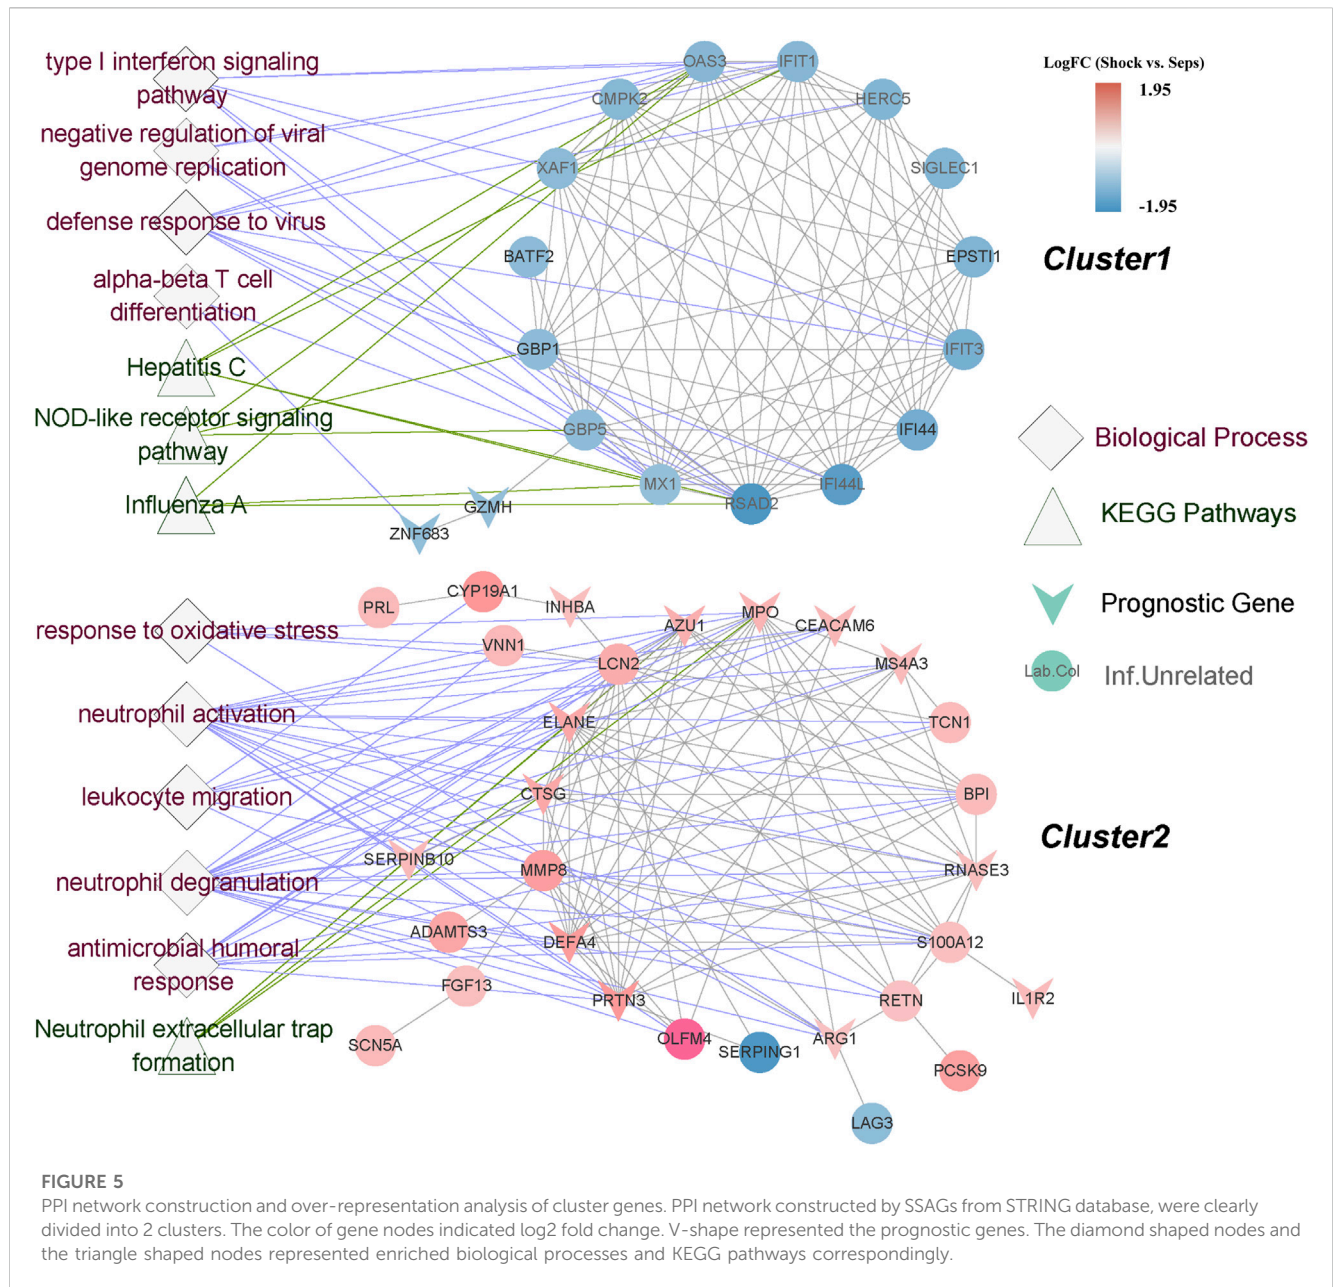 type I interferon signaling
pathway
negative regulation of viral
genome replication
defense response to virus
alpha-beta T cell
differentiation
Hepatitis C
NOD-like receptor signaling
pathway
Influenza A
OAS3
IFIT1
CMPK2
HERC5
XAF1
SIGLEC1
BATF2
EPSTI1
GBP1
IFIT3
GBP5
IFI44
MX1
RSAD2
IFI44L
GZMH
ZNF683
LogFC (Shock vs. Seps)
1.95
-1.95
Cluster1
Biological Process
KEGG Pathways
Prognostic Gene
Lab.Col
Inf.Unrelated
response to oxidative stress
neutrophil activation
leukocyte migration
neutrophil degranulation
antimicrobial humoral
response
Neutrophil extracellular trap
formation
PRL
CYP19A1
INHBA
VNN1
LCN2
AZU1
MPO
CEACAM6
MS4A3
ELANE
TCN1
CTSG
BPI
SERPINB10
MMP8
RNASE3
ADAMTS3
DEFA4
S100A12
FGF13
PRTN3
RETN
IL1R2
SCN5A
OLFM4
SERPING1
ARG1
PCSK9
LAG3
Cluster2
FIGURE 5
PPI network construction and over-representation analysis of cluster genes. PPI network constructed by SSAGs from STRING database, were clearly
divided into 2 clusters. The color of gene nodes indicated log2 fold change. V-shape represented the prognostic genes. The diamond shaped nodes and
the triangle shaped nodes represented enriched biological processes and KEGG pathways correspondingly.